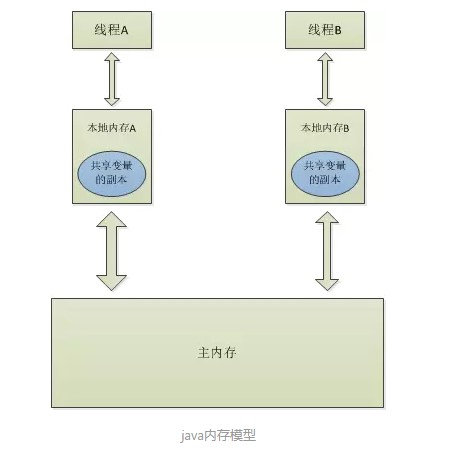 线程A
线程B
本地内存A
本地内存B
共享变量
的副本
共享变量
的副本
主内存
java内存模型